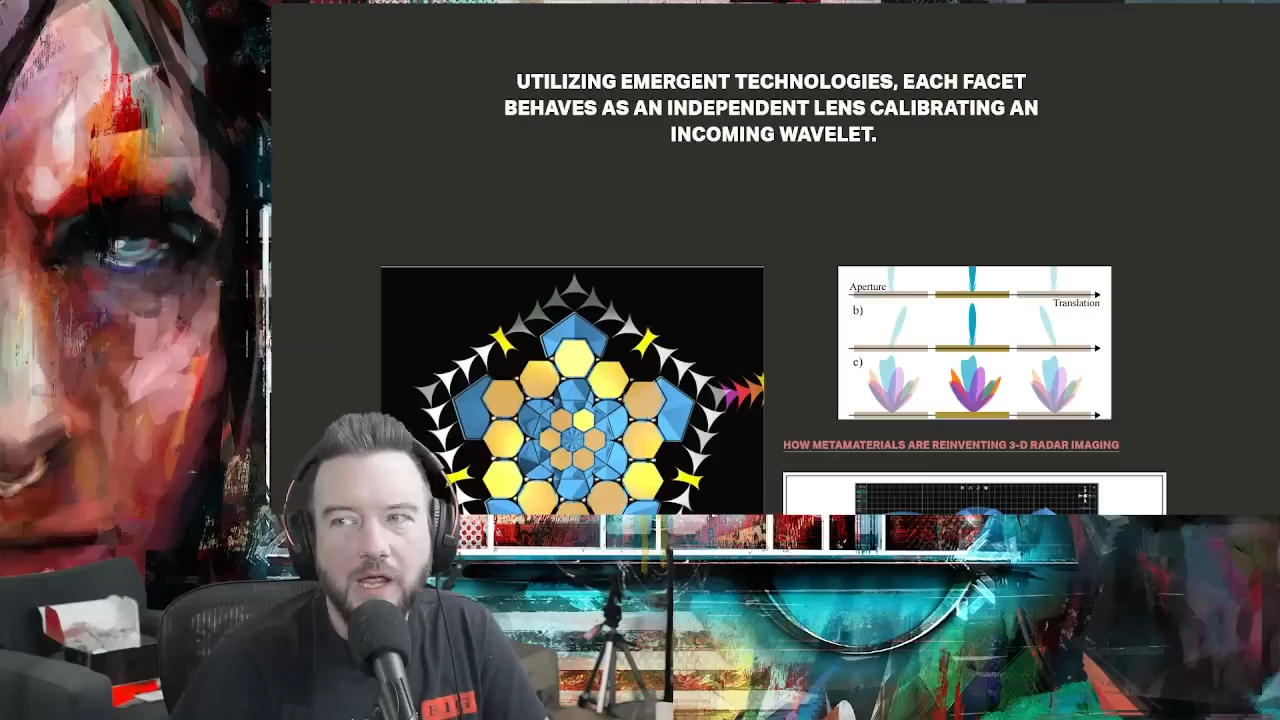 UTILIZING EMERGENT TECHNOLOGIES, EACH FACET
BEHAVES AS AN INDEPENDENT LENS CALIBRATING AN
INCOMING WAVELET.
Aperture
Translation
b)
c)
HOW METAMATERIALS ARE REINVENTING 3-D RADAR IMAGING